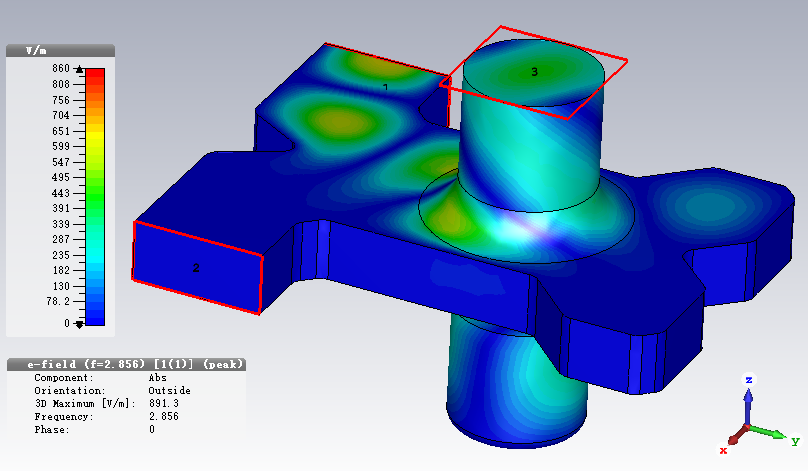 V/m
860
808
756
704
651
599
547
495
443
391
339
287
235
182
130
78.2
0
1
2
3
e-field (f=2.856) [1(1)] (peak)
Component: Abs
Orientation: Outside
3D Maximum [V/m]: 891.3
Frequency: 2.856
Phase: 0
z
y
x